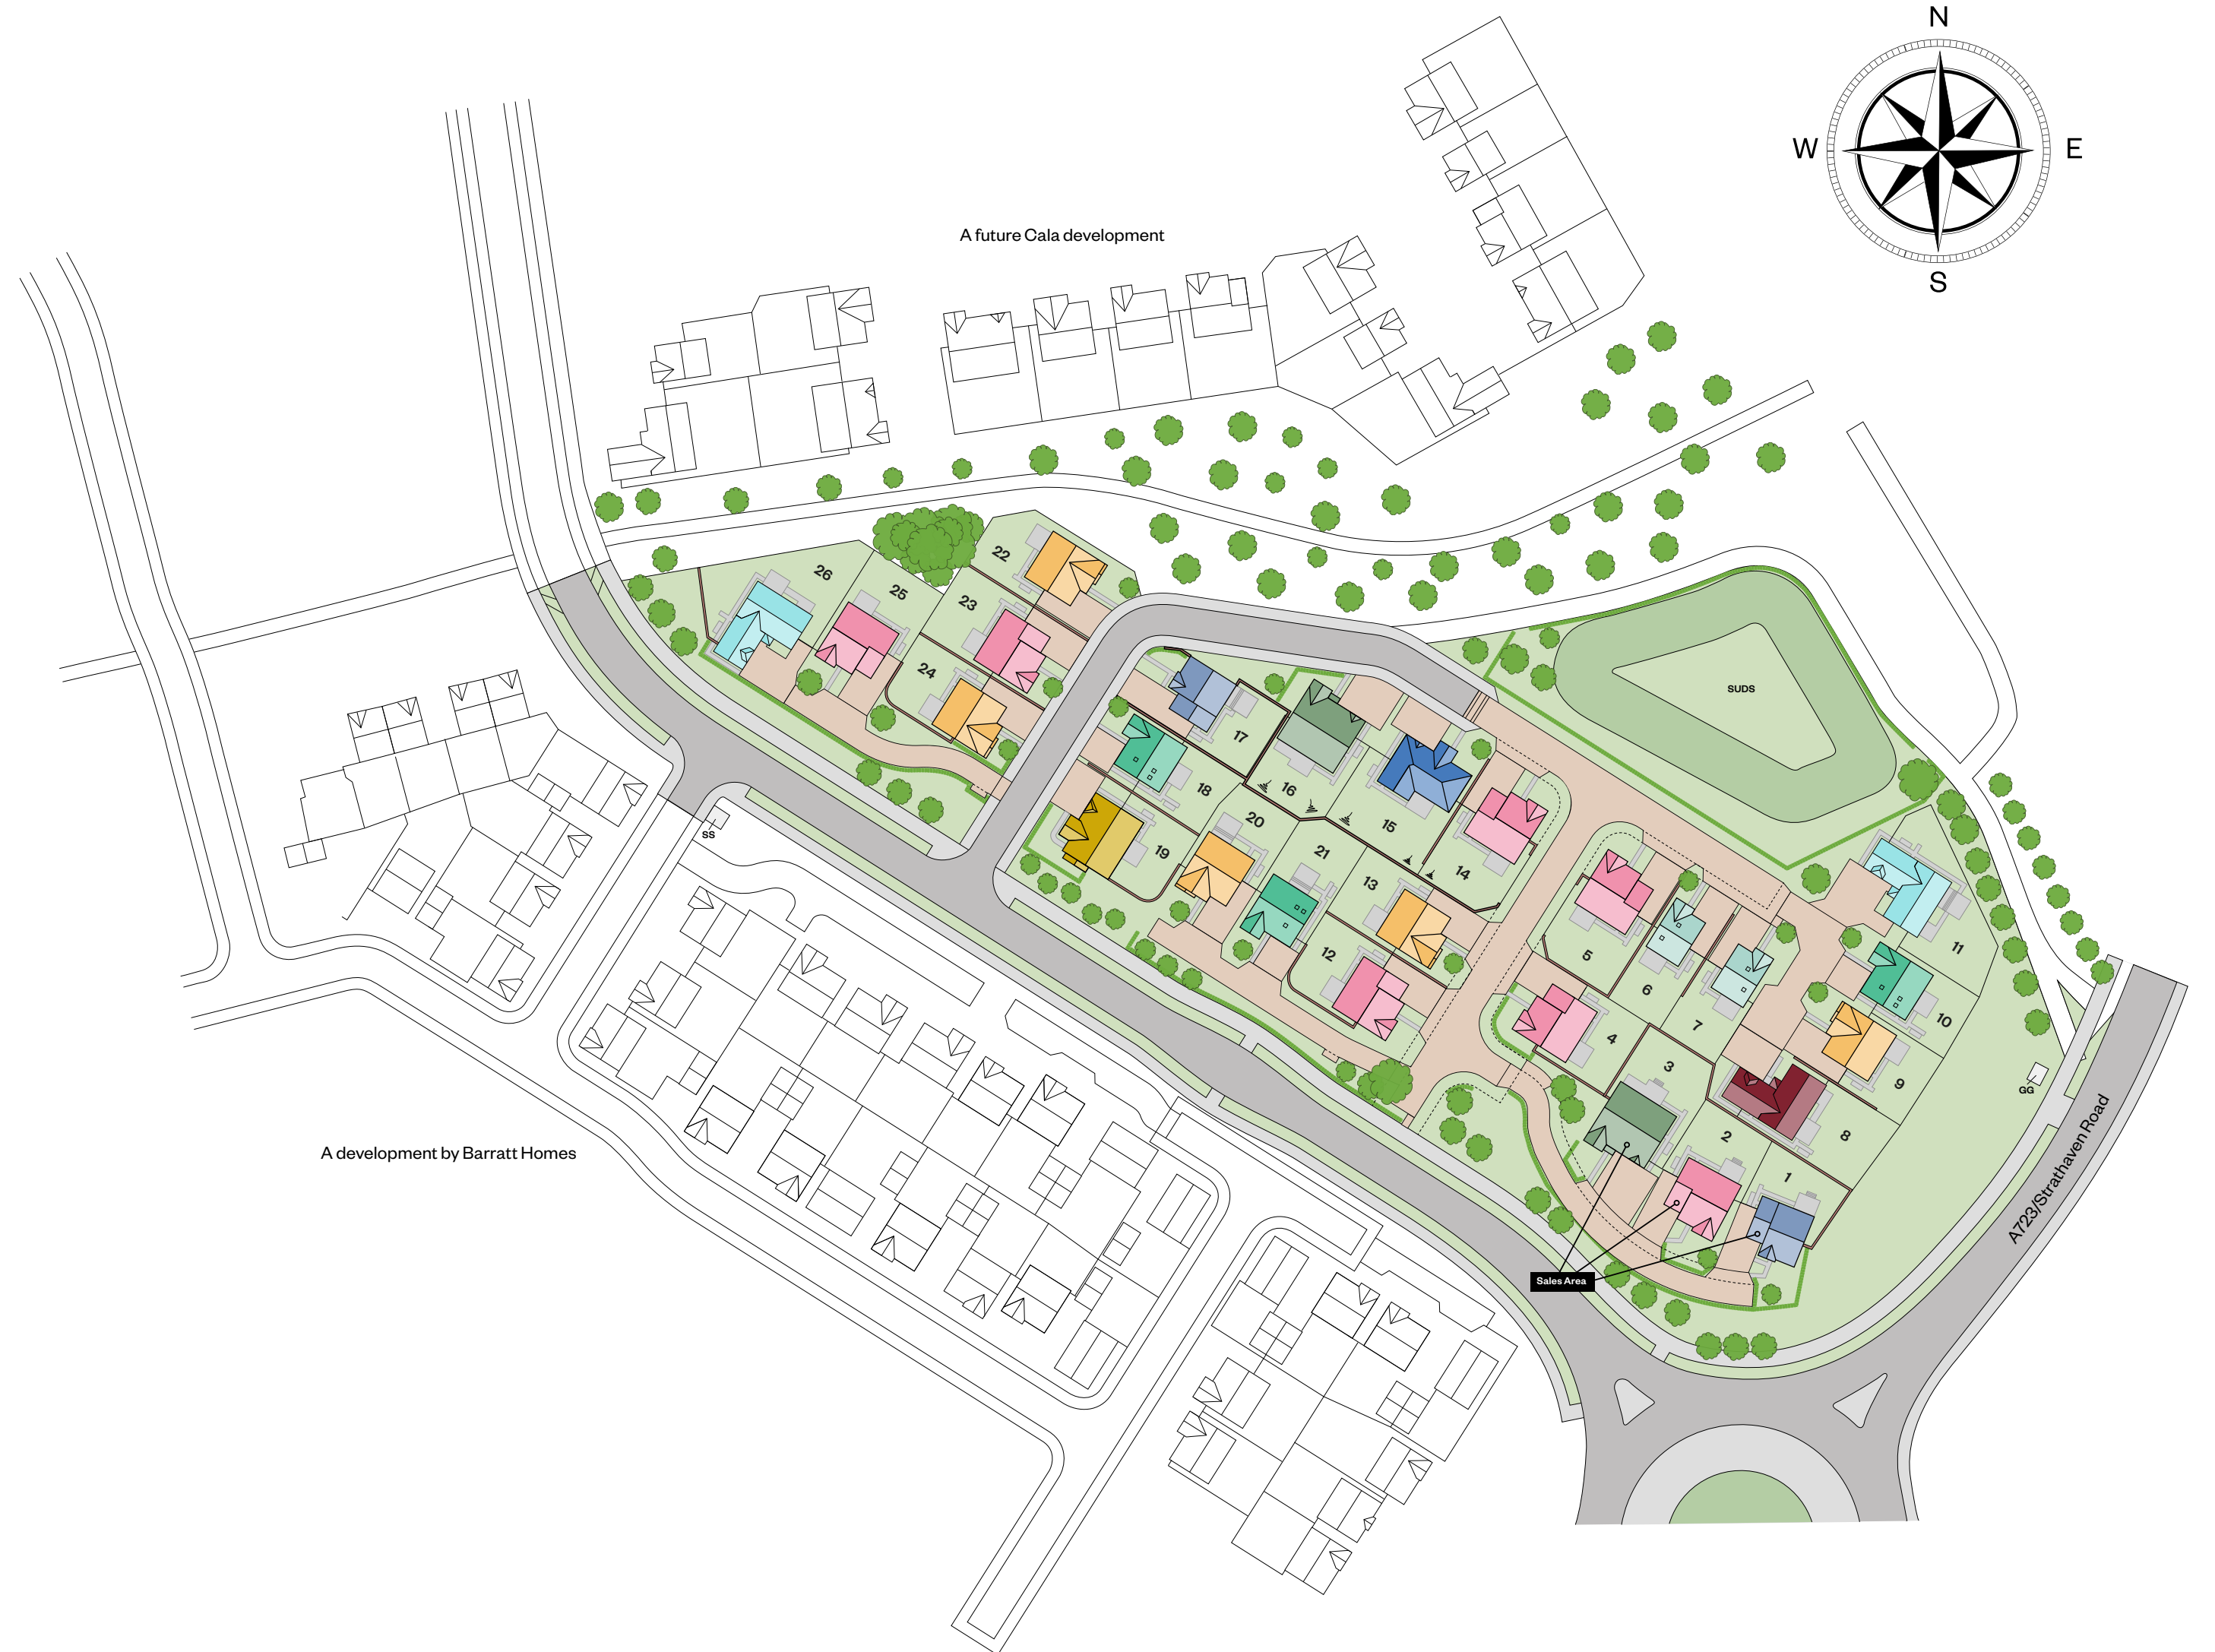 N
W
E
S
A future Cala development
22
26
25
23
24
SUDS
17
16
18
15
20
19
21
14
13
12
SS
5
6
11
4
7
10
3
9
GG
8
2
1
A723/Strathaven Road
A development by Barratt Homes
Sales Area